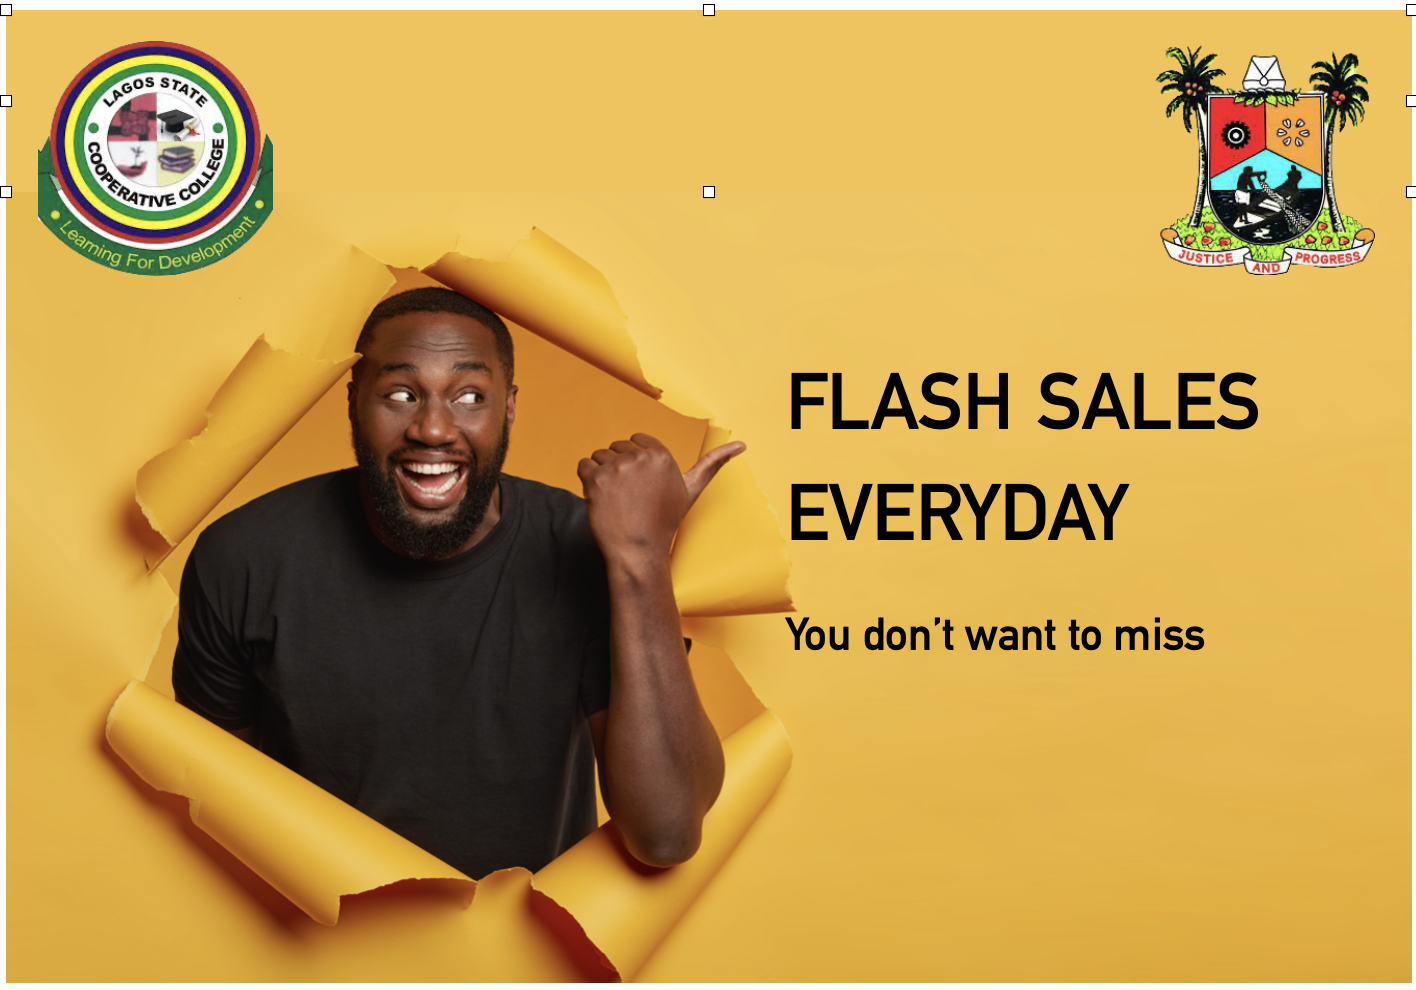 LAGOS STATE
COOPERATIVE COLLEGE
Learning For Development
JUSTICE AND PROGRESS
FLASH SALES
EVERYDAY
You don’t want to miss